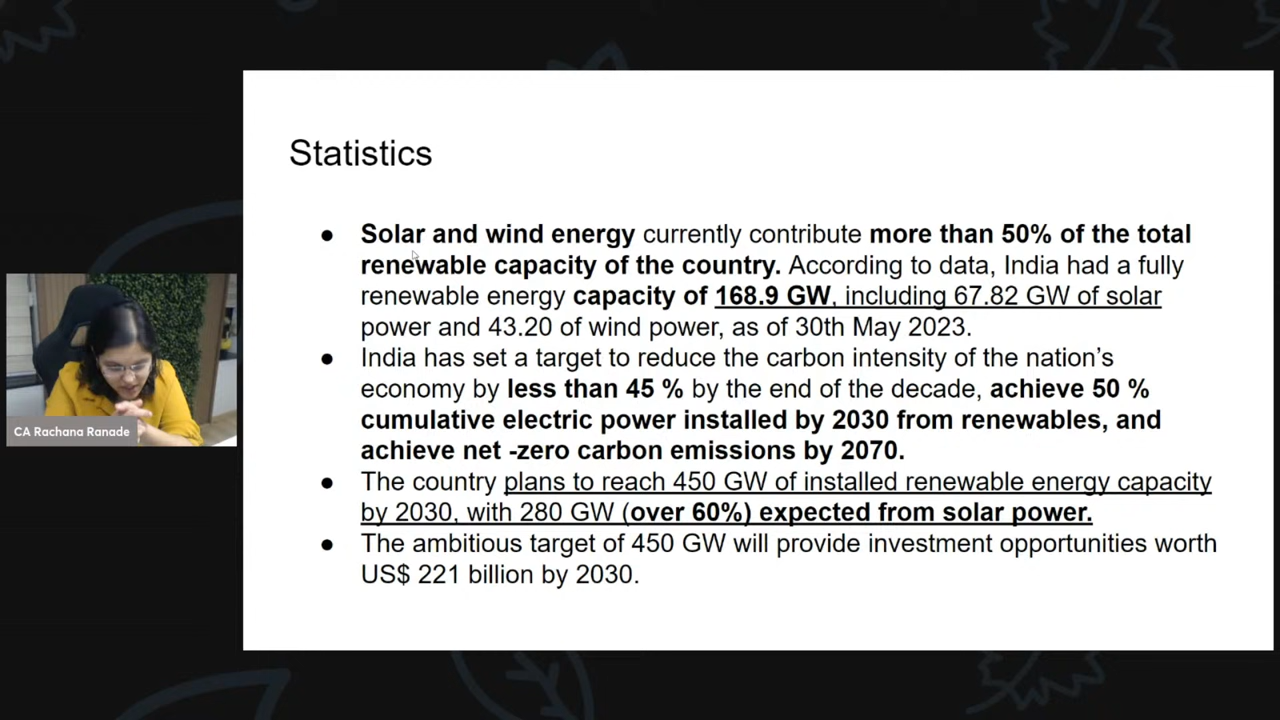 Statistics
● Solar and wind energy currently contribute more than 50% of the total
renewable capacity of the country. According to data, India had a fully
renewable energy capacity of 168.9 GW, including 67.82 GW of solar
power and 43.20 of wind power, as of 30th May 2023.
● India has set a target to reduce the carbon intensity of the nation’s
economy by less than 45 % by the end of the decade, achieve 50 %
cumulative electric power installed by 2030 from renewables, and
achieve net -zero carbon emissions by 2070.
● The country plans to reach 450 GW of installed renewable energy capacity
by 2030, with 280 GW (over 60%) expected from solar power.
● The ambitious target of 450 GW will provide investment opportunities worth
US$ 221 billion by 2030.
CA Rachana Ranade